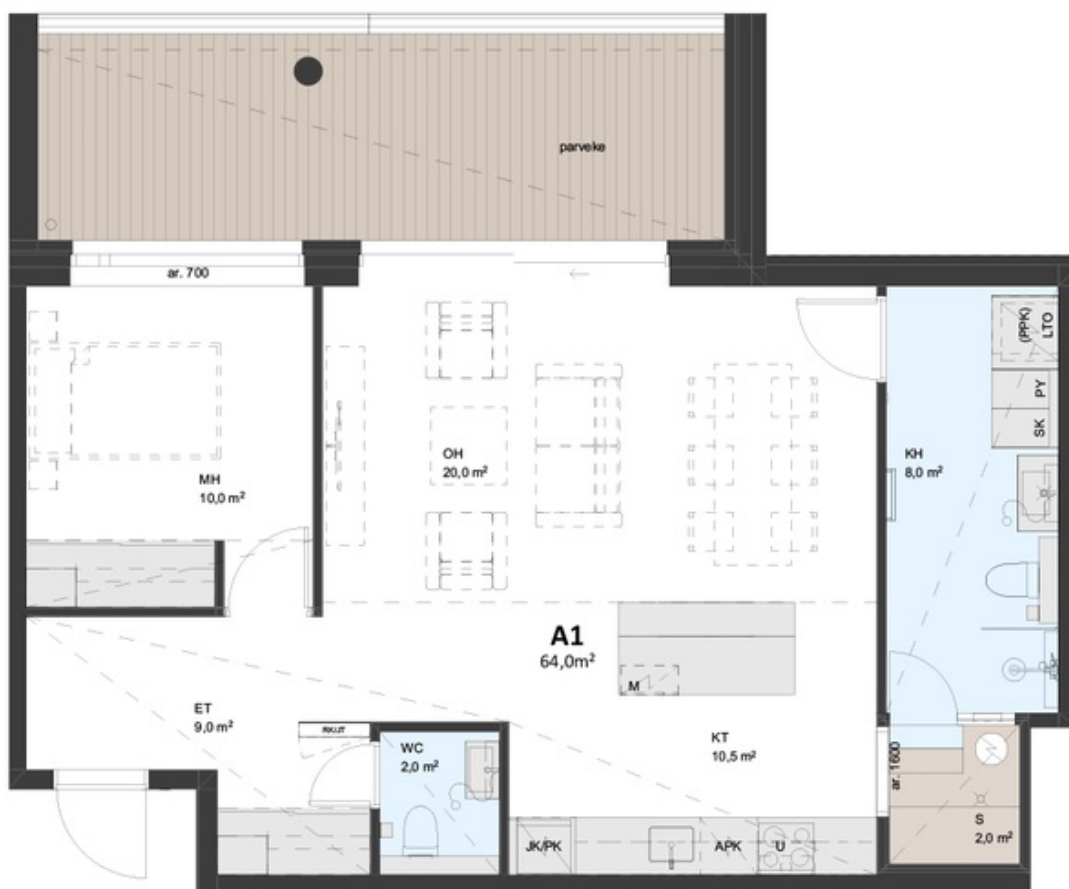 parveke
ar. 700
(PPK)
LTO
PY
SK
OH
20,0 m²
KH
8,0 m²
MH
10,0 m²
A1
64,0m²
M
ET
9,0 m²
RK/JT
WC
2,0 m²
KT
10,5 m²
ar. 1600
S
2,0 m²
JK/PK
APK
U